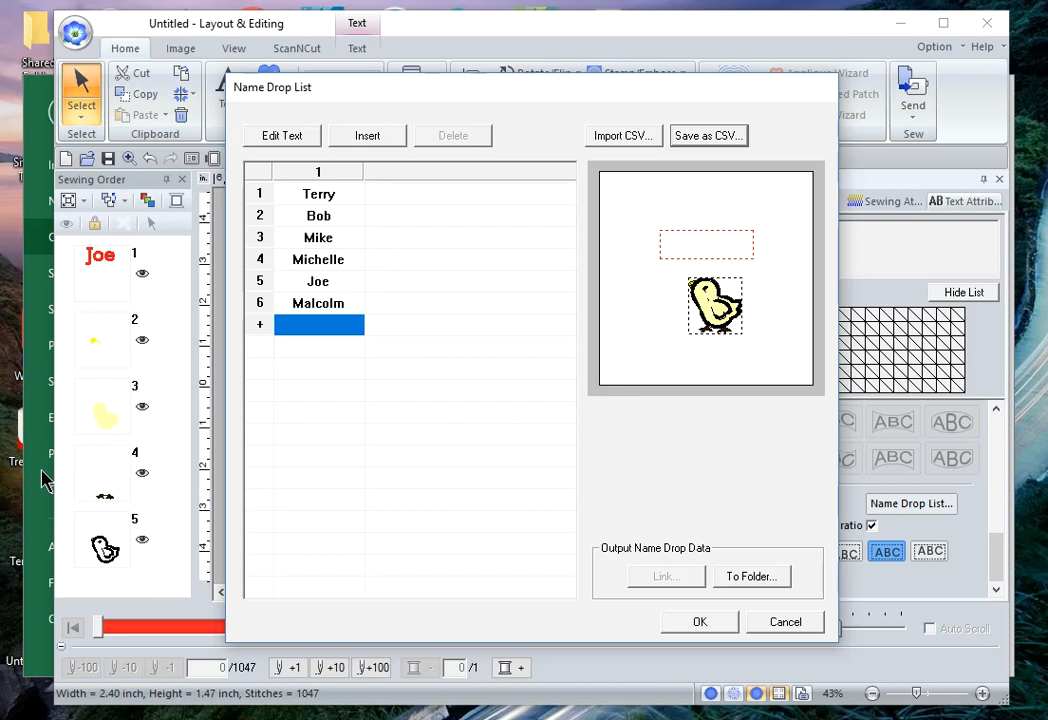 Shared
Untitled - Layout & Editing
Text
Home
Image
View
ScanNCut
Text
Option
Help
Select
Cut
Copy
Paste
Select
Clipboard
Send
Sew
Sewing Order
in.
Name Drop List
Edit Text
Insert
Delete
Import CSV...
Save as CSV...
1
1 Terry
2 Bob
3 Mike
4 Michelle
5 Joe
6 Malcolm
+
Joe
1
2
3
4
5
Sewing At...
AB Text Attrib...
Hide List
ABC
ABC
ABC
ABC
Name Drop List...
ratio
ABC
ABC
Output Name Drop Data
Link...
To Folder...
OK
Cancel
Auto Scroll
-100
-10
-1
0 /1047
+1
+10
+100
-
0 /1
+
Width = 2.40 inch, Height = 1.47 inch, Stitches = 1047
43%